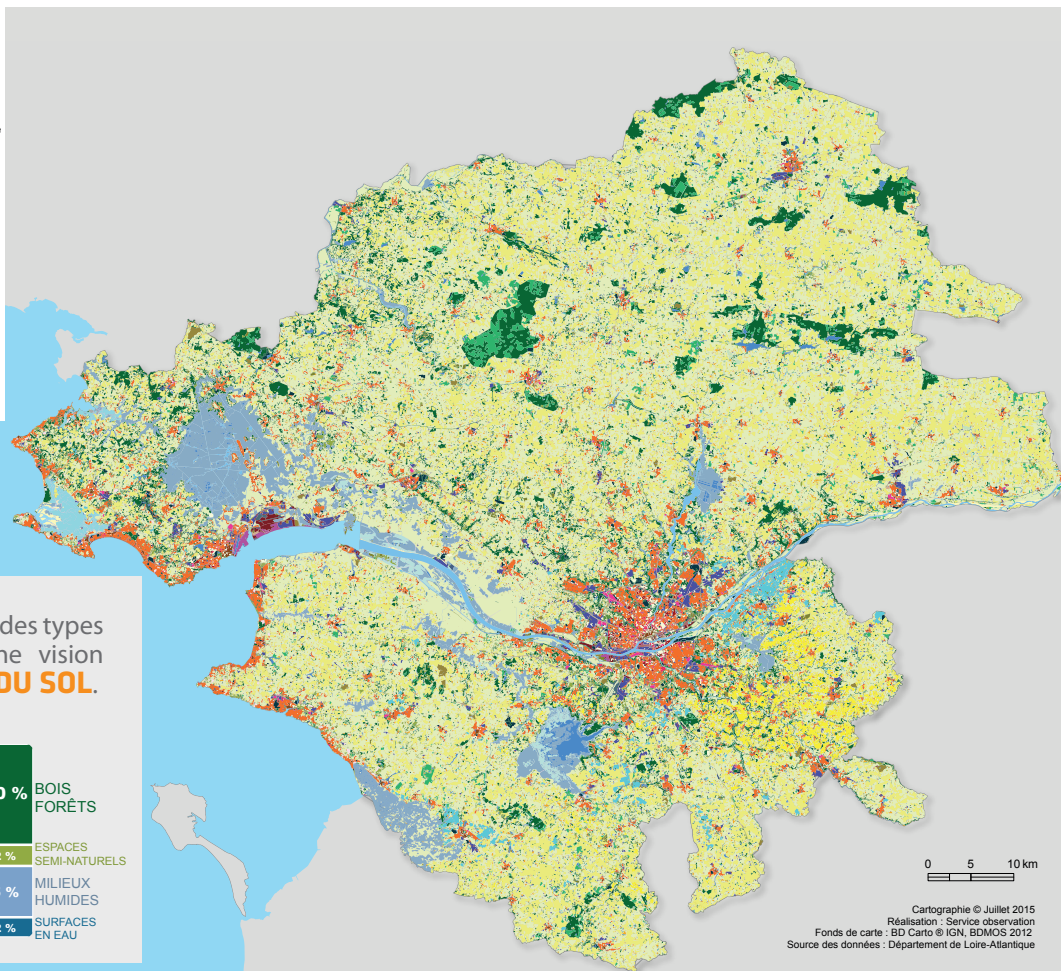 des types
ne vision
DU SOL.
0 %
BOIS
FORÊTS
%
ESPACES
SEMI-NATURELS
%
MILIEUX
HUMIDES
2 %
SURFACES
EN EAU
0 5 10 km
Cartographie © Juillet 2015
Réalisation : Service observation
Fonds de carte : BD Carto ® IGN, BDMOS 2012
Source des données : Département de Loire-Atlantique